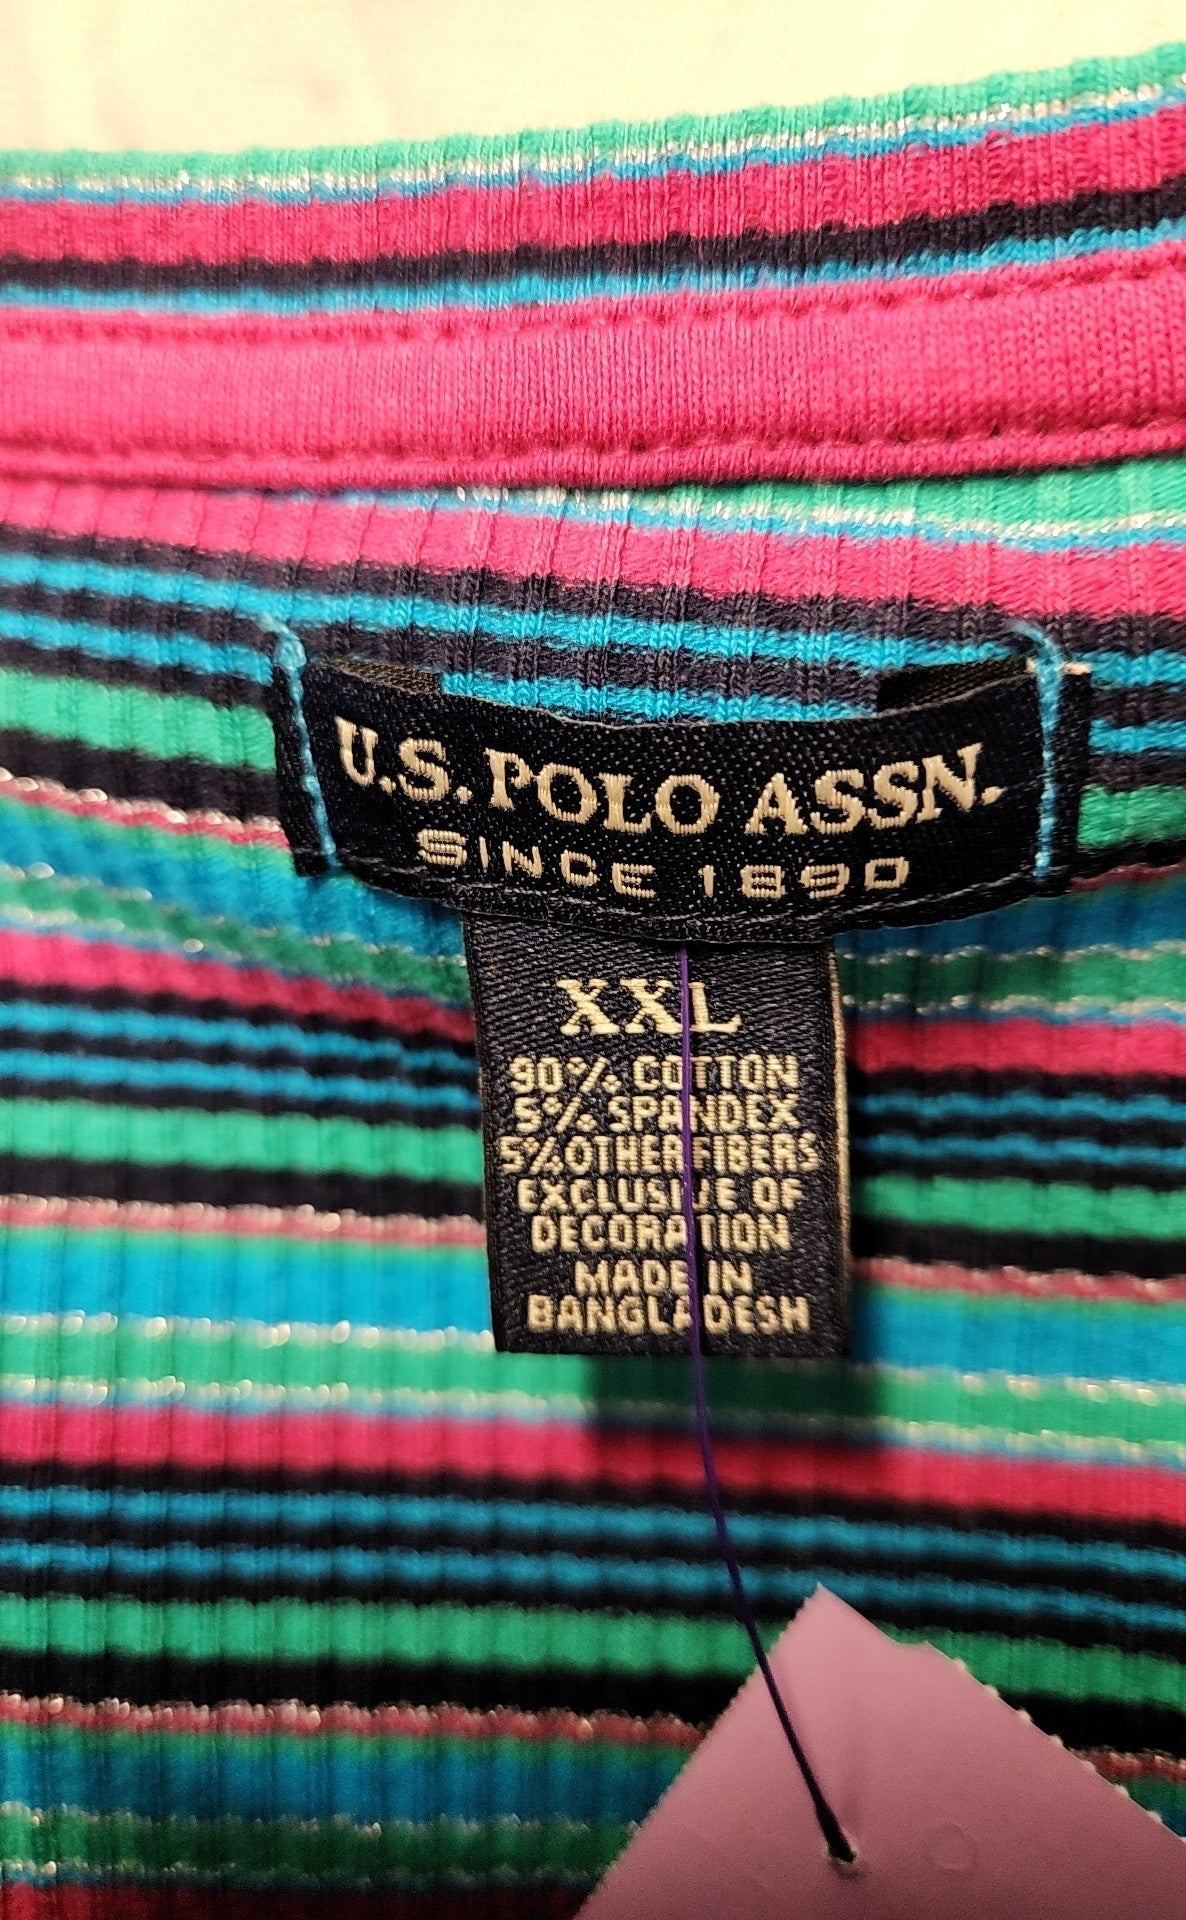 U.S. POLO ASSN.
SINCE 1890
XXL
90% COTTON
5% SPANDEX
5% OTHER FIBERS
EXCLUSIVE OF
DECORATION
MADE IN
BANGLADESH